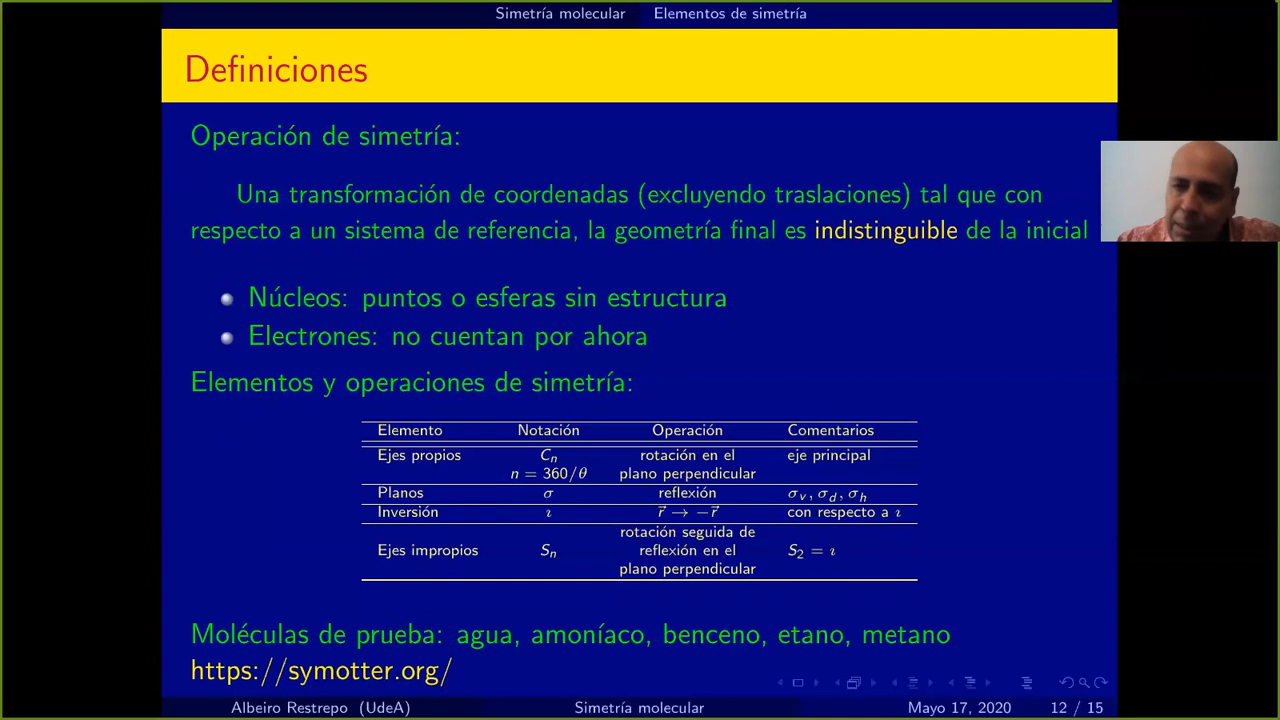 Simetría molecular Elementos de simetría
Definiciones
Operación de simetría:
Una transformación de coordenadas (excluyendo traslaciones) tal que con
respecto a un sistema de referencia, la geometría final es indistinguible de la inicial
Núcleos: puntos o esferas sin estructura
Electrones: no cuentan por ahora
Elementos y operaciones de simetría:
Elemento Notación Operación Comentarios
Ejes propios Cₙ rotación en el eje principal
n = 360/θ plano perpendicular
Planos σ reflexión σᵥ, σ_d, σₕ
Inversión ı r⃗ → −r⃗ con respecto a ı
rotación seguida de
Ejes impropios Sₙ reflexión en el S₂ = ı
plano perpendicular
Moléculas de prueba: agua, amoníaco, benceno, etano, metano
https://symotter.org/
Albeiro Restrepo (UdeA) Simetría molecular Mayo 17, 2020 12 / 15